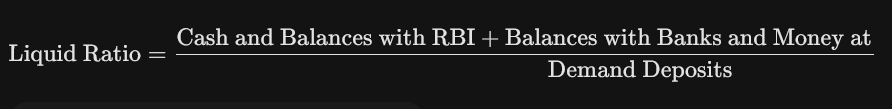 Liquid Ratio = Cash and Balances with RBI + Balances with Banks and Money at
Demand Deposits